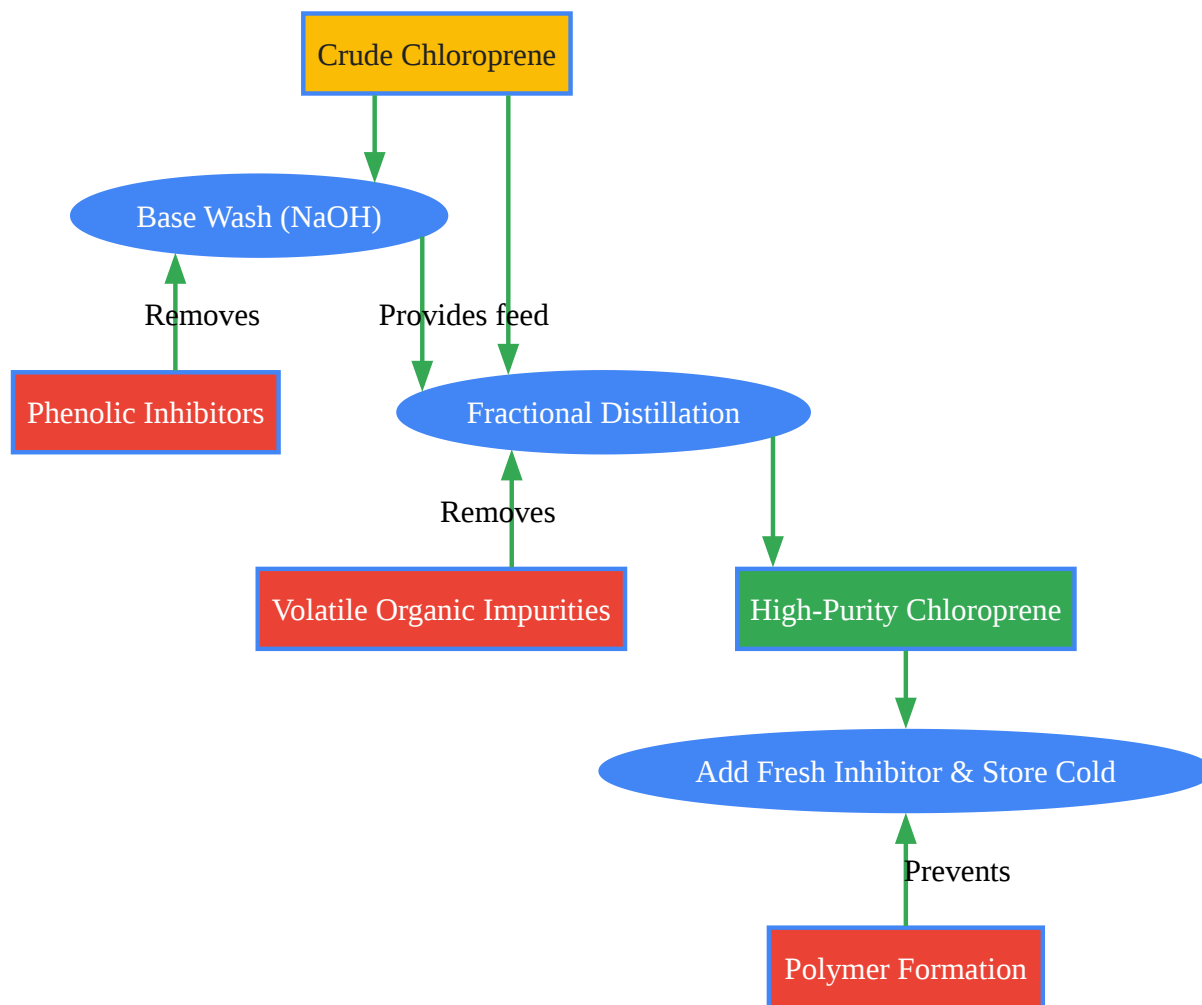 Crude Chloroprene
Base Wash (NaOH)
Removes
Provides feed
Phenolic Inhibitors
Fractional Distillation
Removes
Volatile Organic Impurities
High-Purity Chloroprene
Add Fresh Inhibitor & Store Cold
Prevents
Polymer Formation